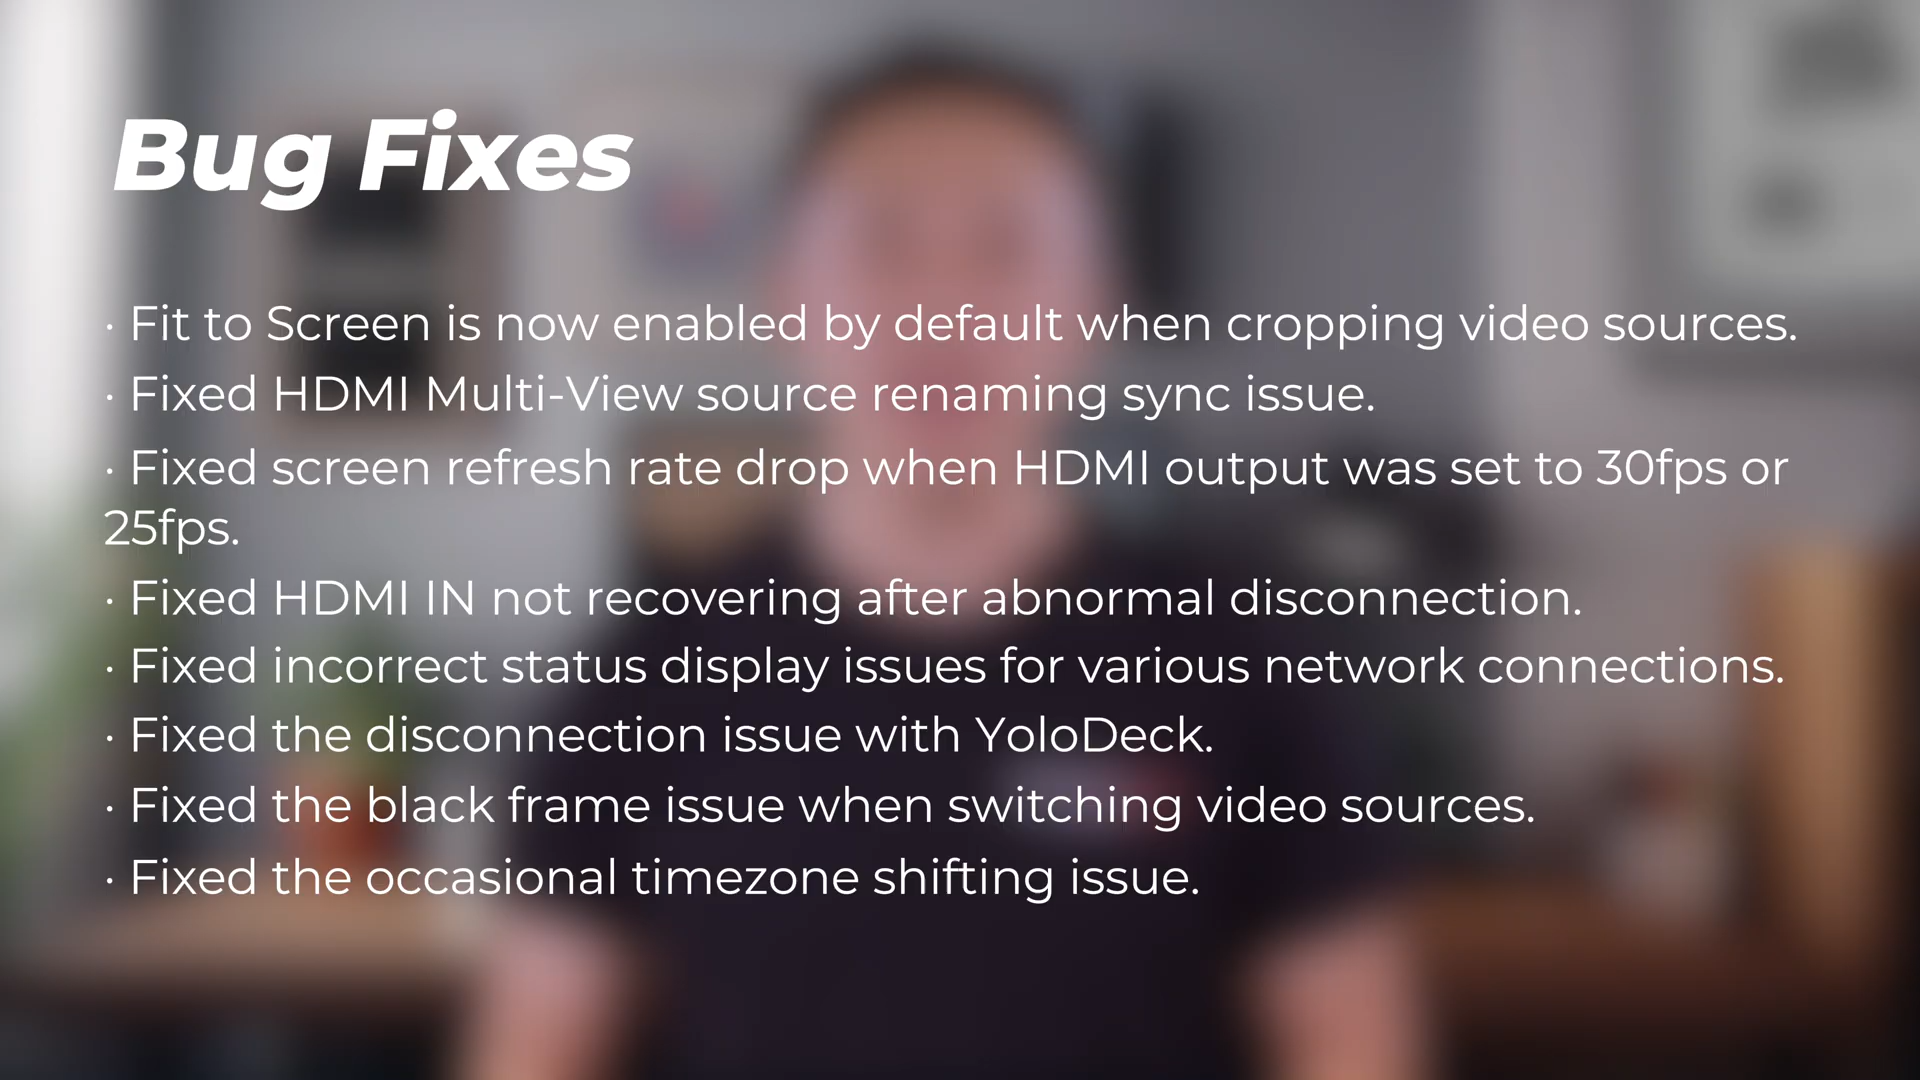 Bug Fixes
· Fit to Screen is now enabled by default when cropping video sources.
· Fixed HDMI Multi-View source renaming sync issue.
· Fixed screen refresh rate drop when HDMI output was set to 30fps or
25fps.
· Fixed HDMI IN not recovering after abnormal disconnection.
· Fixed incorrect status display issues for various network connections.
· Fixed the disconnection issue with YoloDeck.
· Fixed the black frame issue when switching video sources.
· Fixed the occasional timezone shifting issue.